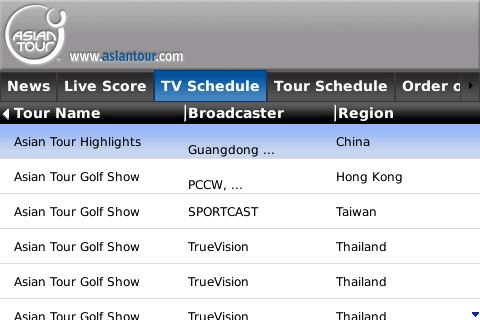 ASIAN
TOUR
www.asiantour.com
News Live Score TV Schedule Tour Schedule Order o
Tour Name Broadcaster Region
Asian Tour Highlights Guangdong ... China
Asian Tour Golf Show PCCW, ... Hong Kong
Asian Tour Golf Show SPORTCAST Taiwan
Asian Tour Golf Show TrueVision Thailand
Asian Tour Golf Show TrueVision Thailand
Asian Tour Golf Show TrueVision Thailand